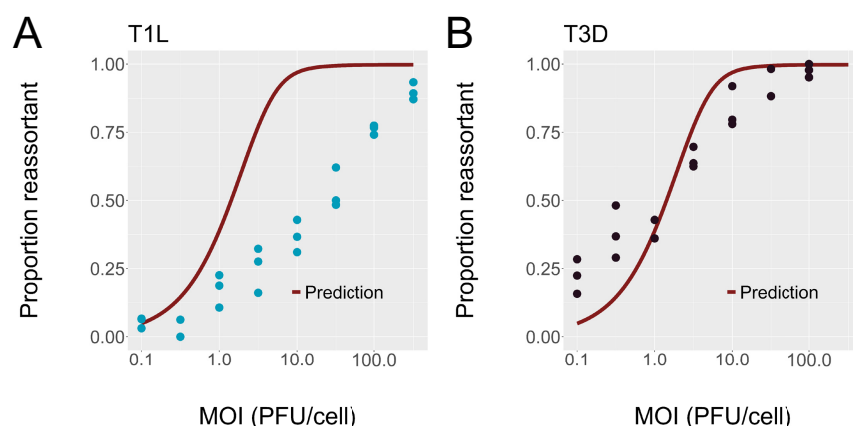 A
T1L
Proportion reassortant
1.00
0.75
0.50
0.25
0.00
Prediction
0.1
1.0
10.0
100.0
MOI (PFU/cell)
B
T3D
Proportion reassortant
1.00
0.75
0.50
0.25
0.00
Prediction
0.1
1.0
10.0
100.0
MOI (PFU/cell)